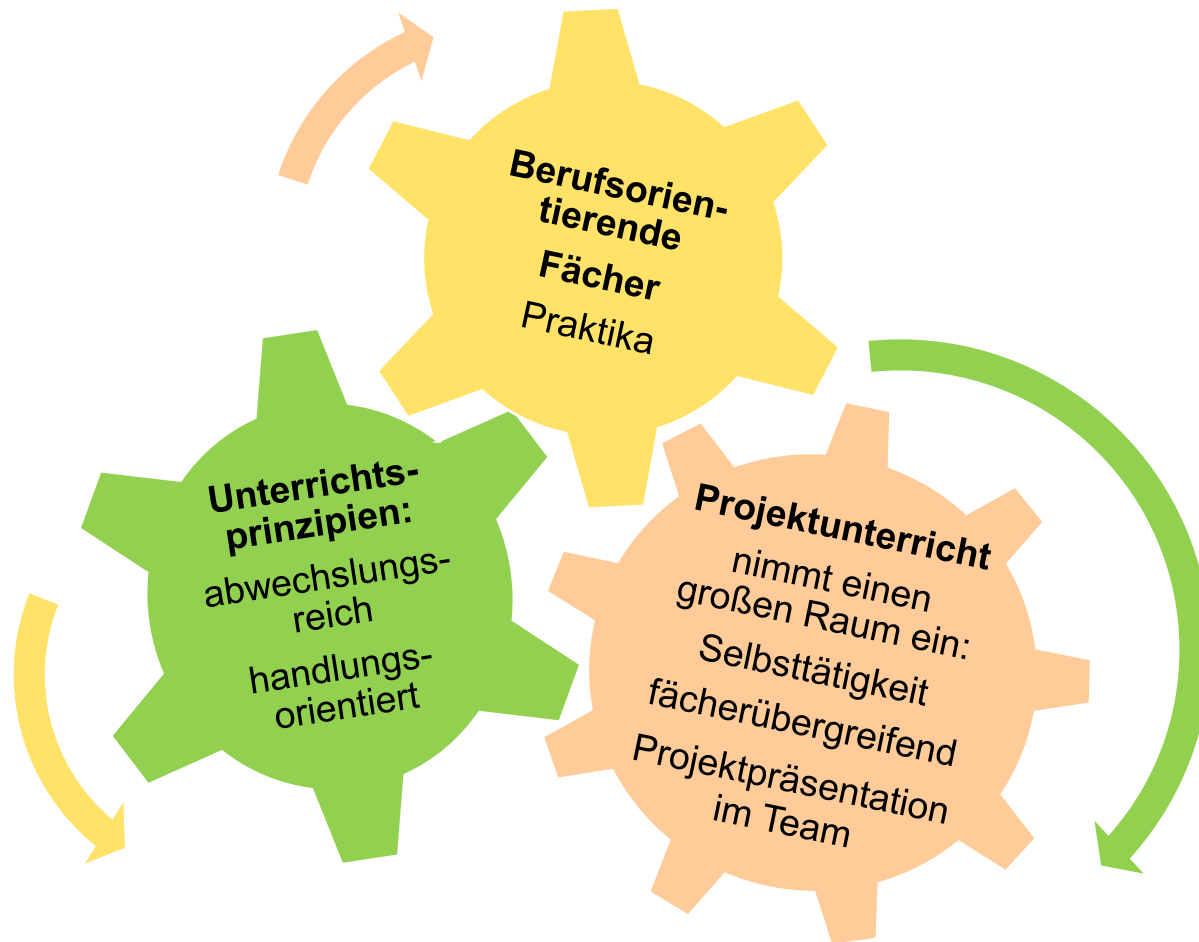 Berufsorien-
tierende
Fächer
Praktika
Unterrichts-
prinzipien:
abwechslungs-
reich
handlungs-
orientiert
Projektunterricht
nimmt einen
großen Raum ein:
Selbsttätigkeit
fächerübergreifend
Projektpräsentation
im Team